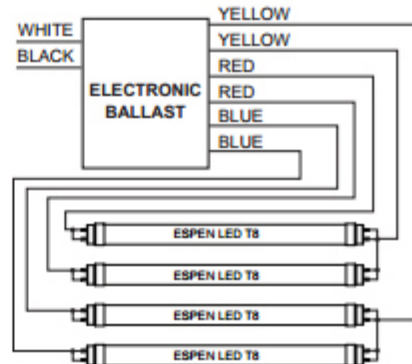 WHITE
BLACK
ELECTRONIC
BALLAST
YELLOW
YELLOW
RED
RED
BLUE
BLUE
ESPEN LED T8
ESPEN LED T8
ESPEN LED T8
ESPEN LED T8